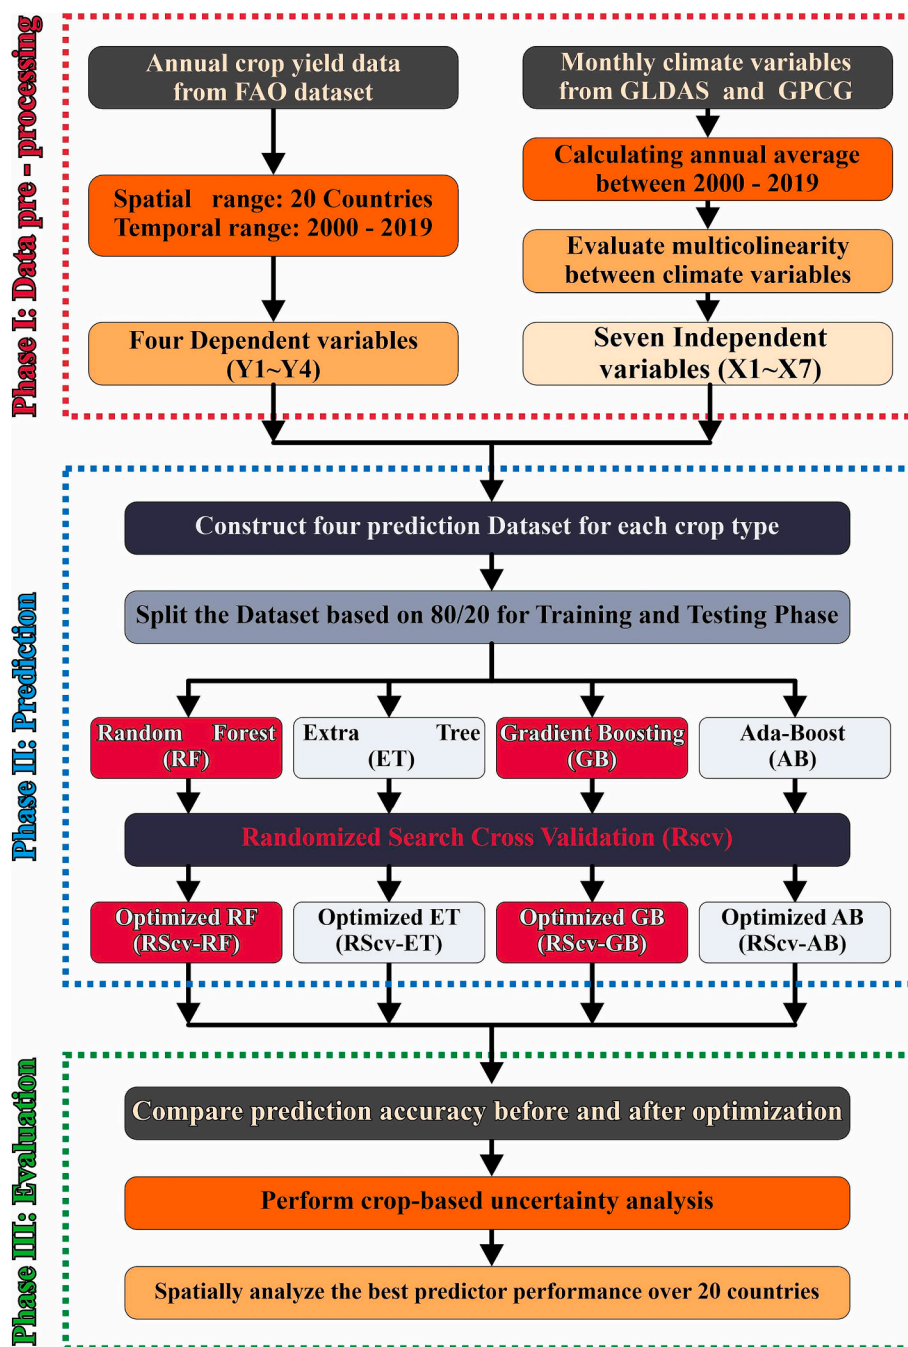 Phase I: Data pre - processing
Annual crop yield data
from FAO dataset
Spatial range: 20 Countries
Temporal range: 2000 - 2019
Four Dependent variables
(Y1~Y4)
Monthly climate variables
from GLDAS and GPCG
Calculating annual average
between 2000 - 2019
Evaluate multicolinearity
between climate variables
Seven Independent
variables (X1~X7)
Phase II: Prediction
Construct four prediction Dataset for each crop type
Split the Dataset based on 80/20 for Training and Testing Phase
Random Forest
(RF)
Extra Tree
(ET)
Gradient Boosting
(GB)
Ada-Boost
(AB)
Randomized Search Cross Validation (Rscv)
Optimized RF
(RScv-RF)
Optimized ET
(RScv-ET)
Optimized GB
(RScv-GB)
Optimized AB
(RScv-AB)
Phase III: Evaluation
Compare prediction accuracy before and after optimization
Perform crop-based uncertainty analysis
Spatially analyze the best predictor performance over 20 countries